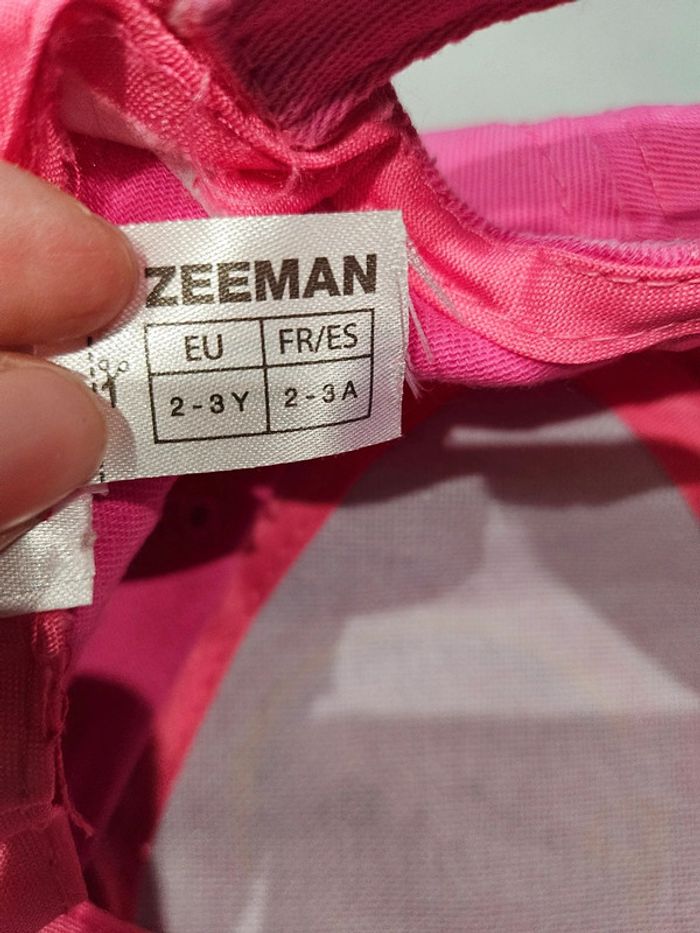 ZEEMAN
EU FR/ES
2-3Y 2-3A